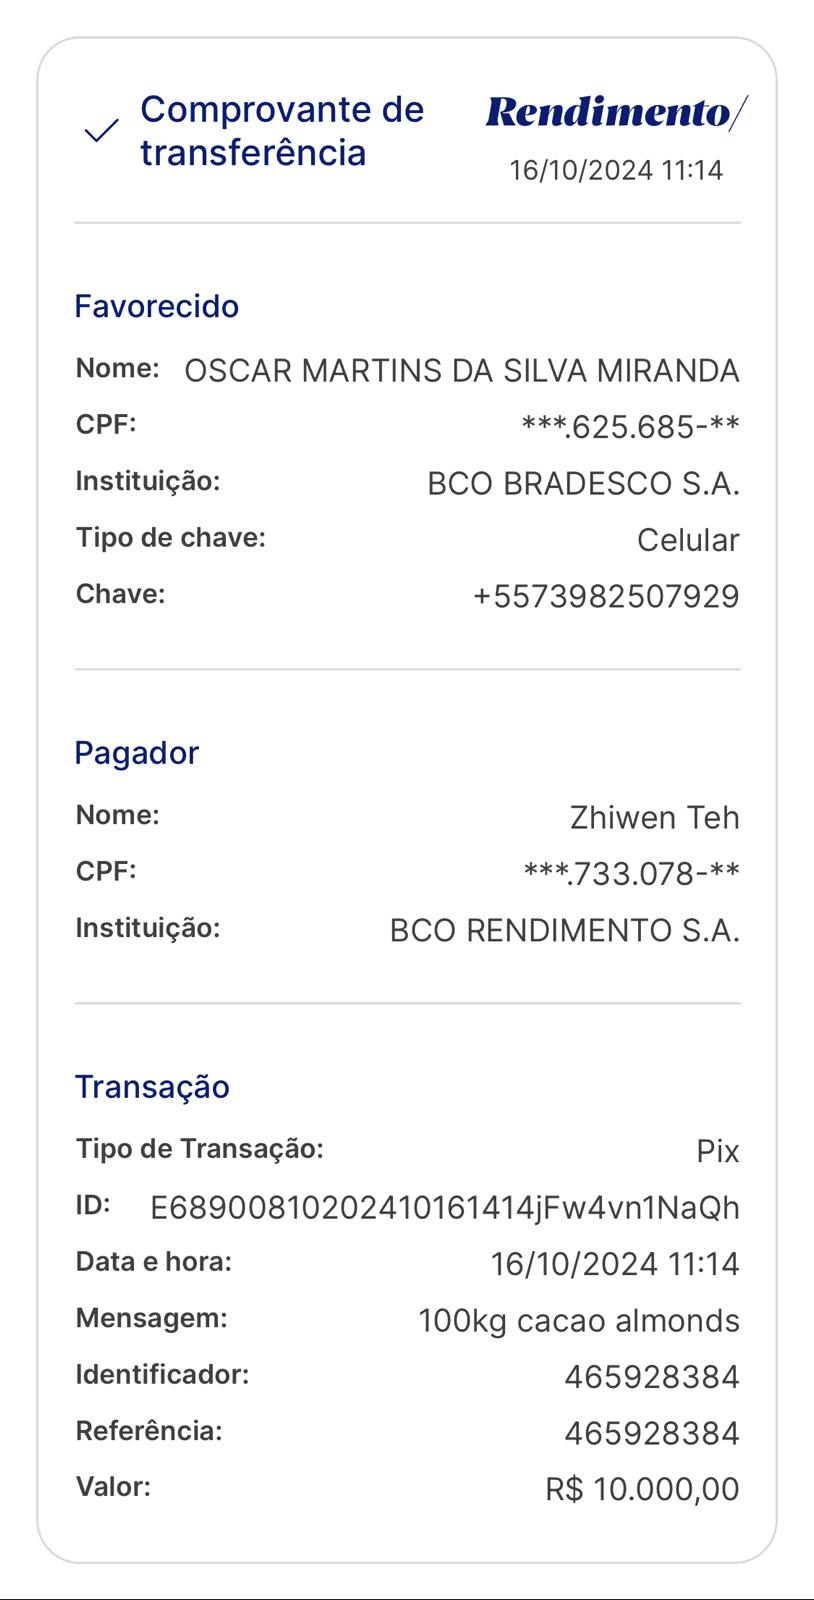 Comprovante de
transferência
Rendimento/
16/10/2024 11:14
Favorecido
Nome: OSCAR MARTINS DA SILVA MIRANDA
CPF: ***.625.685-**
Instituição: BCO BRADESCO S.A.
Tipo de chave: Celular
Chave: +5573982507929
Pagador
Nome: Zhiwen Teh
CPF: ***.733.078-**
Instituição: BCO RENDIMENTO S.A.
Transação
Tipo de Transação: Pix
ID: E68900810202410161414jFw4vn1NaQh
Data e hora: 16/10/2024 11:14
Mensagem: 100kg cacao almonds
Identificador: 465928384
Referência: 465928384
Valor: R$ 10.000,00